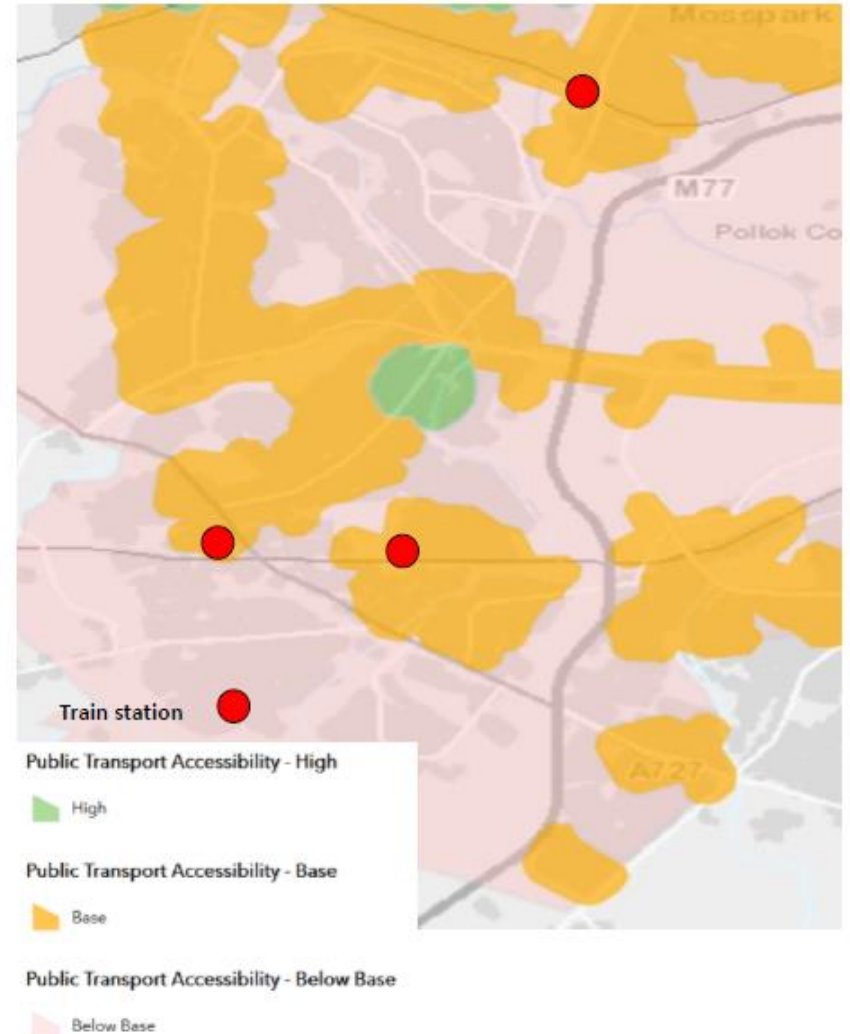 Mosspark
M77
Pollok Co
Train station
A727
Public Transport Accessibility - High
High
Public Transport Accessibility - Base
Base
Public Transport Accessibility - Below Base
Below Base